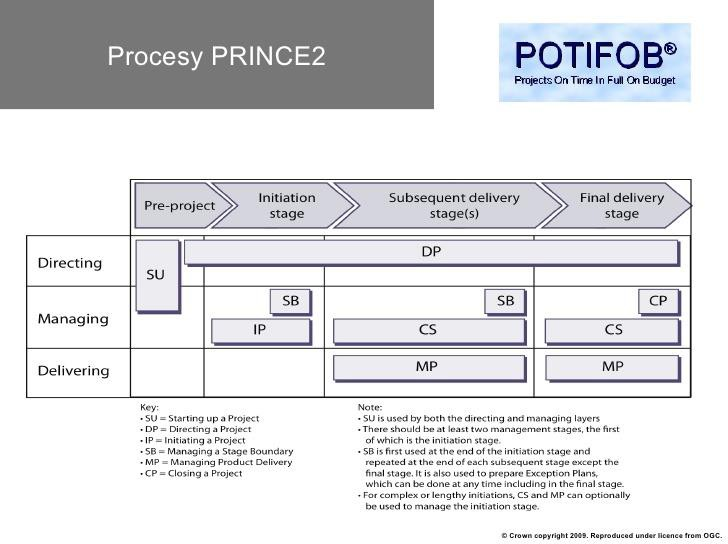 Procesy PRINCE2
POTIFOB®
Projects On Time In Full On Budget
Pre-project
Initiation
stage
Subsequent delivery
stage(s)
Final delivery
stage
Directing
SU
DP
Managing
SB
SB
CP
IP
CS
CS
Delivering
MP
MP
Key:
• SU = Starting up a Project
• DP = Directing a Project
• IP = Initiating a Project
• SB = Managing a Stage Boundary
• MP = Managing Product Delivery
• CP = Closing a Project
Note:
• SU is used by both the directing and managing layers
• There should be at least two management stages, the first
of which is the initiation stage.
• SB is first used at the end of the initiation stage and
repeated at the end of each subsequent stage except the
final stage. It is also used to prepare Exception Plans,
which can be done at any time including in the final stage.
• For complex or lengthy initiations, CS and MP can optionally
be used to manage the initiation stage.
© Crown copyright 2009. Reproduced under licence from OGC.